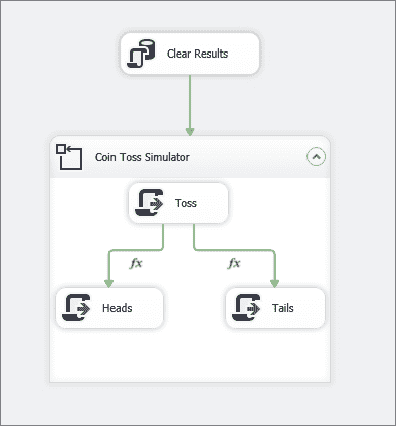 Clear Results
Coin Toss Simulator
Toss
fx
fx
Heads
Tails